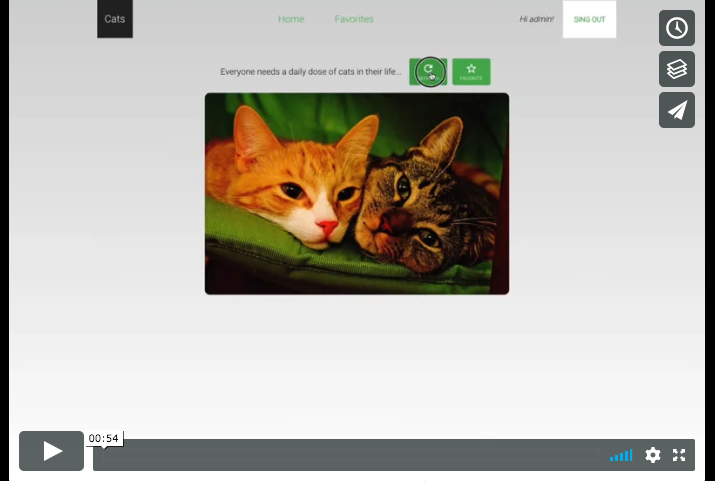 Cats
Home
Favorites
Hi admin!
SING OUT
Everyone needs a daily dose of cats in their life...
FAVORITE
00:54